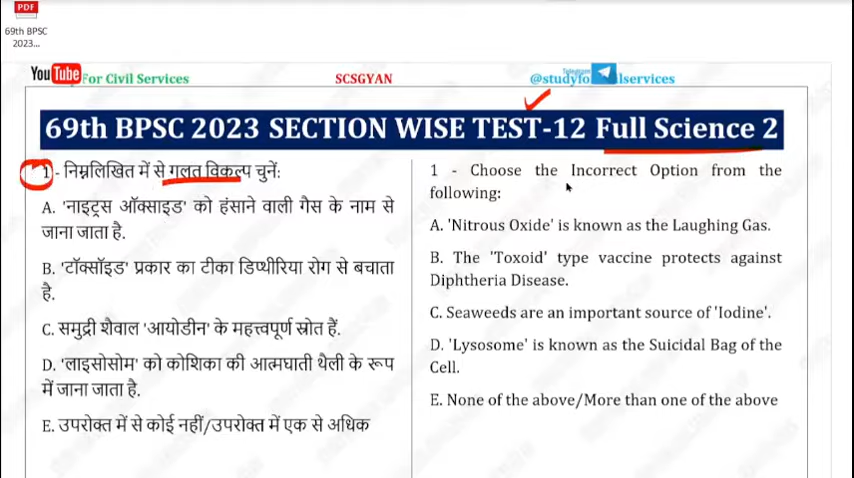 PDF
69th BPSC
2023...
YouTube For Civil Services
SCSGYAN
Telegram
@studyfo lservices
69th BPSC 2023 SECTION WISE TEST-12 Full Science 2
1 - निम्नलिखित में से गलत विकल्प चुनें:
A. 'नाइट्रस ऑक्साइड' को हंसाने वाली गैस के नाम से
जाना जाता है.
B. 'टॉक्सॉइड' प्रकार का टीका डिप्थीरिया रोग से बचाता
है.
C. समुद्री शैवाल 'आयोडीन' के महत्त्वपूर्ण स्रोत हैं.
D. 'लाइसोसोम' को कोशिका की आत्मघाती थैली के रूप
में जाना जाता है.
E. उपरोक्त में से कोई नहीं/उपरोक्त में एक से अधिक
1 - Choose the Incorrect Option from the
following:
A. 'Nitrous Oxide' is known as the Laughing Gas.
B. The 'Toxoid' type vaccine protects against
Diphtheria Disease.
C. Seaweeds are an important source of 'Iodine'.
D. 'Lysosome' is known as the Suicidal Bag of the
Cell.
E. None of the above/More than one of the above